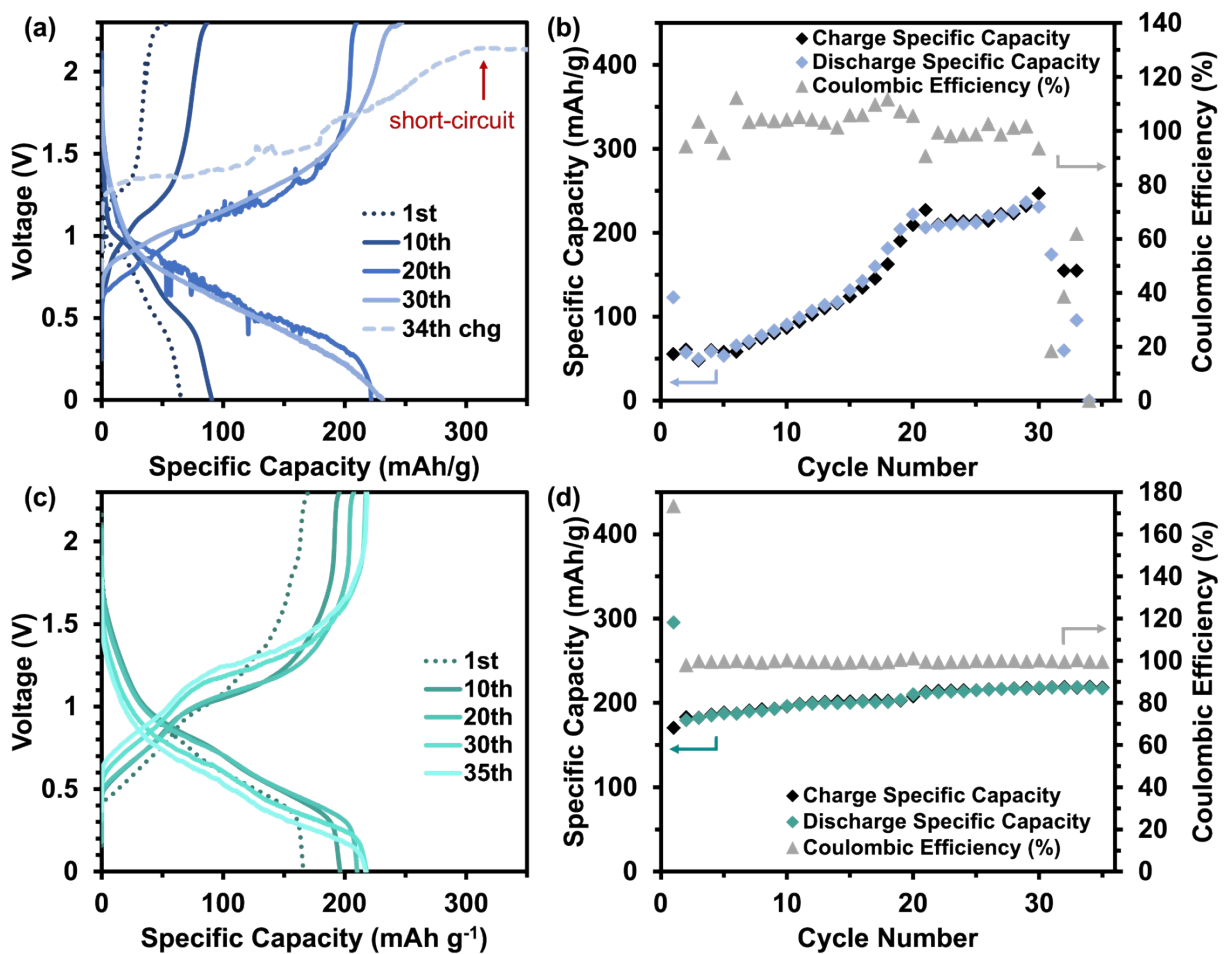 (a)
Voltage (V)
2
1.5
1
0.5
0
0 100 200 300
Specific Capacity (mAh/g)
short-circuit
1st
10th
20th
30th
34th chg
(b)
Specific Capacity (mAh/g)
400
300
200
100
0
0 10 20 30
Cycle Number
140
120
100
80
60
40
20
0
Coulombic Efficiency (%)
Charge Specific Capacity
Discharge Specific Capacity
Coulombic Efficiency (%)
(c)
Voltage (V)
2
1.5
1
0.5
0
0 100 200 300
Specific Capacity (mAh g⁻¹)
1st
10th
20th
30th
35th
(d)
Specific Capacity (mAh/g)
400
300
200
100
0
0 10 20 30
Cycle Number
180
160
140
120
100
80
60
40
20
0
Coulombic Efficiency (%)
Charge Specific Capacity
Discharge Specific Capacity
Coulombic Efficiency (%)